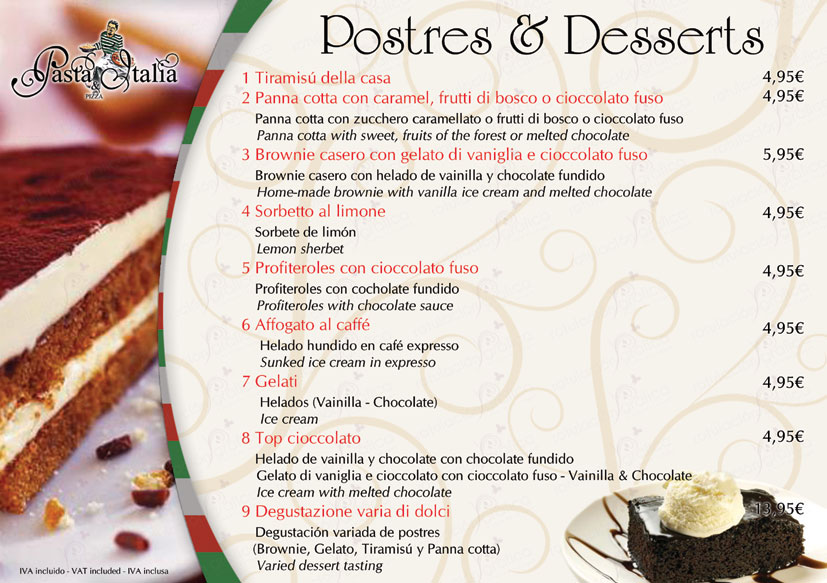 Postres & Desserts
Pasta & Italia
PIZZA
1 Tiramisú della casa 4,95€
2 Panna cotta con caramel, frutti di bosco o cioccolato fuso 4,95€
Panna cotta con zucchero caramellato o frutti di bosco o cioccolato fuso
Panna cotta with sweet, fruits of the forest or melted chocolate
3 Brownie casero con gelato di vaniglia e cioccolato fuso 5,95€
Brownie casero con helado de vainilla y chocolate fundido
Home-made brownie with vanilla ice cream and melted chocolate
4 Sorbetto al limone 4,95€
Sorbete de limón
Lemon sherbet
5 Profiteroles con cioccolato fuso 4,95€
Profiteroles con cocholate fundido
Profiteroles with chocolate sauce
6 Affogato al caffé 4,95€
Helado hundido en café expresso
Sunked ice cream in expresso
7 Gelati 4,95€
Helados (Vainilla - Chocolate)
Ice cream
8 Top cioccolato 4,95€
Helado de vainilla y chocolate con chocolate fundido
Gelato di vaniglia e cioccolato con cioccolato fuso - Vainilla & Chocolate
Ice cream with melted chocolate
9 Degustazione varia di dolci 13,95€
Degustación variada de postres
(Brownie, Gelato, Tiramisú y Panna cotta)
Varied dessert tasting
IVA incluido - VAT included - IVA inclusa